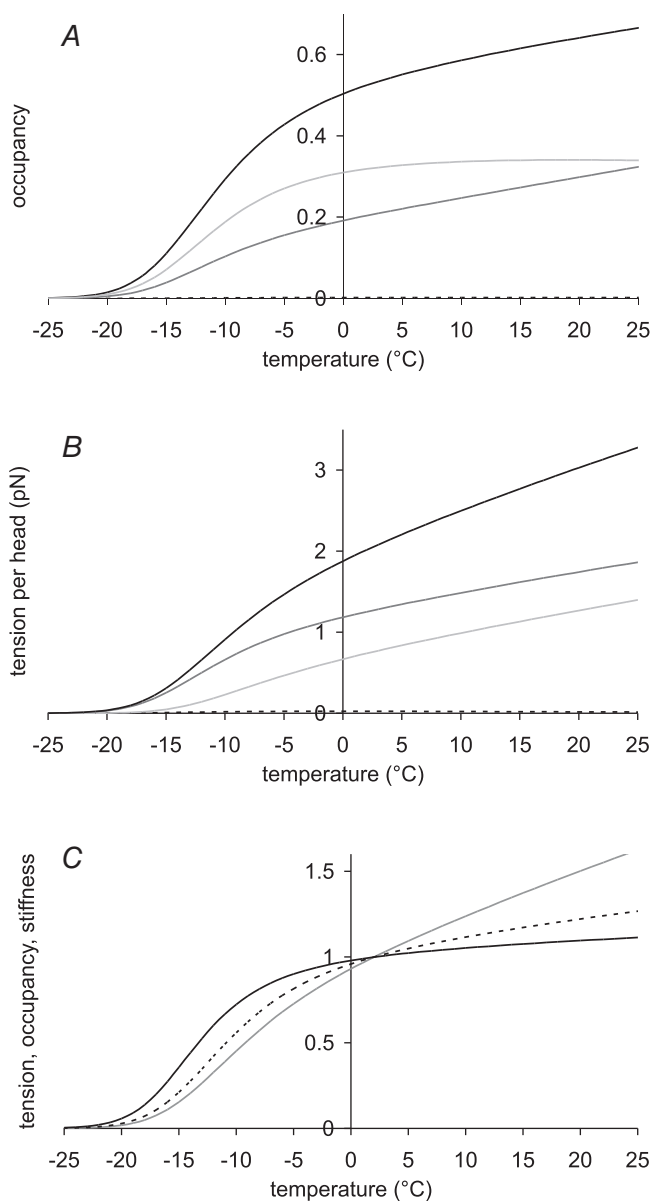 A
0.6
0.4
0.2
0
occupancy
-25 -20 -15 -10 -5 0 5 10 15 20 25
temperature (°C)
B
3
2
1
0
tension per head (pN)
-25 -20 -15 -10 -5 0 5 10 15 20 25
temperature (°C)
C
1.5
1
0.5
0
tension, occupancy, stiffness
-25 -20 -15 -10 -5 0 5 10 15 20 25
temperature (°C)